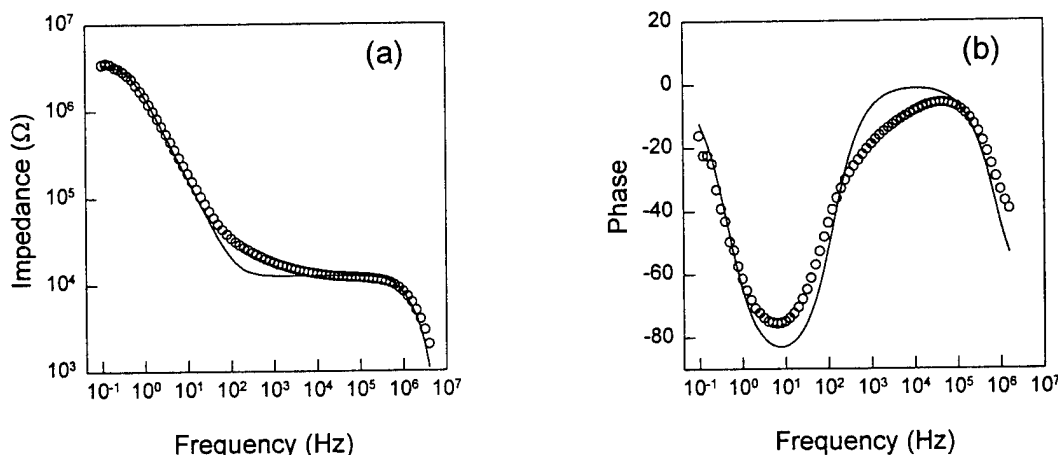 (a)
Impedance (Ω)
10⁷
10⁶
10⁵
10⁴
10³
10⁻¹ 10⁰ 10¹ 10² 10³ 10⁴ 10⁵ 10⁶ 10⁷
Frequency (Hz)
(b)
Phase
20
0
-20
-40
-60
-80
10⁻¹ 10⁰ 10¹ 10² 10³ 10⁴ 10⁵ 10⁶ 10⁷
Frequency (Hz)